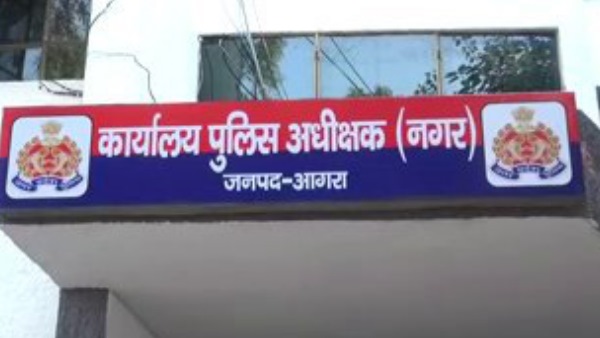 कार्यालय पुलिस अधीक्षक (नगर)
जनपद-आगरा